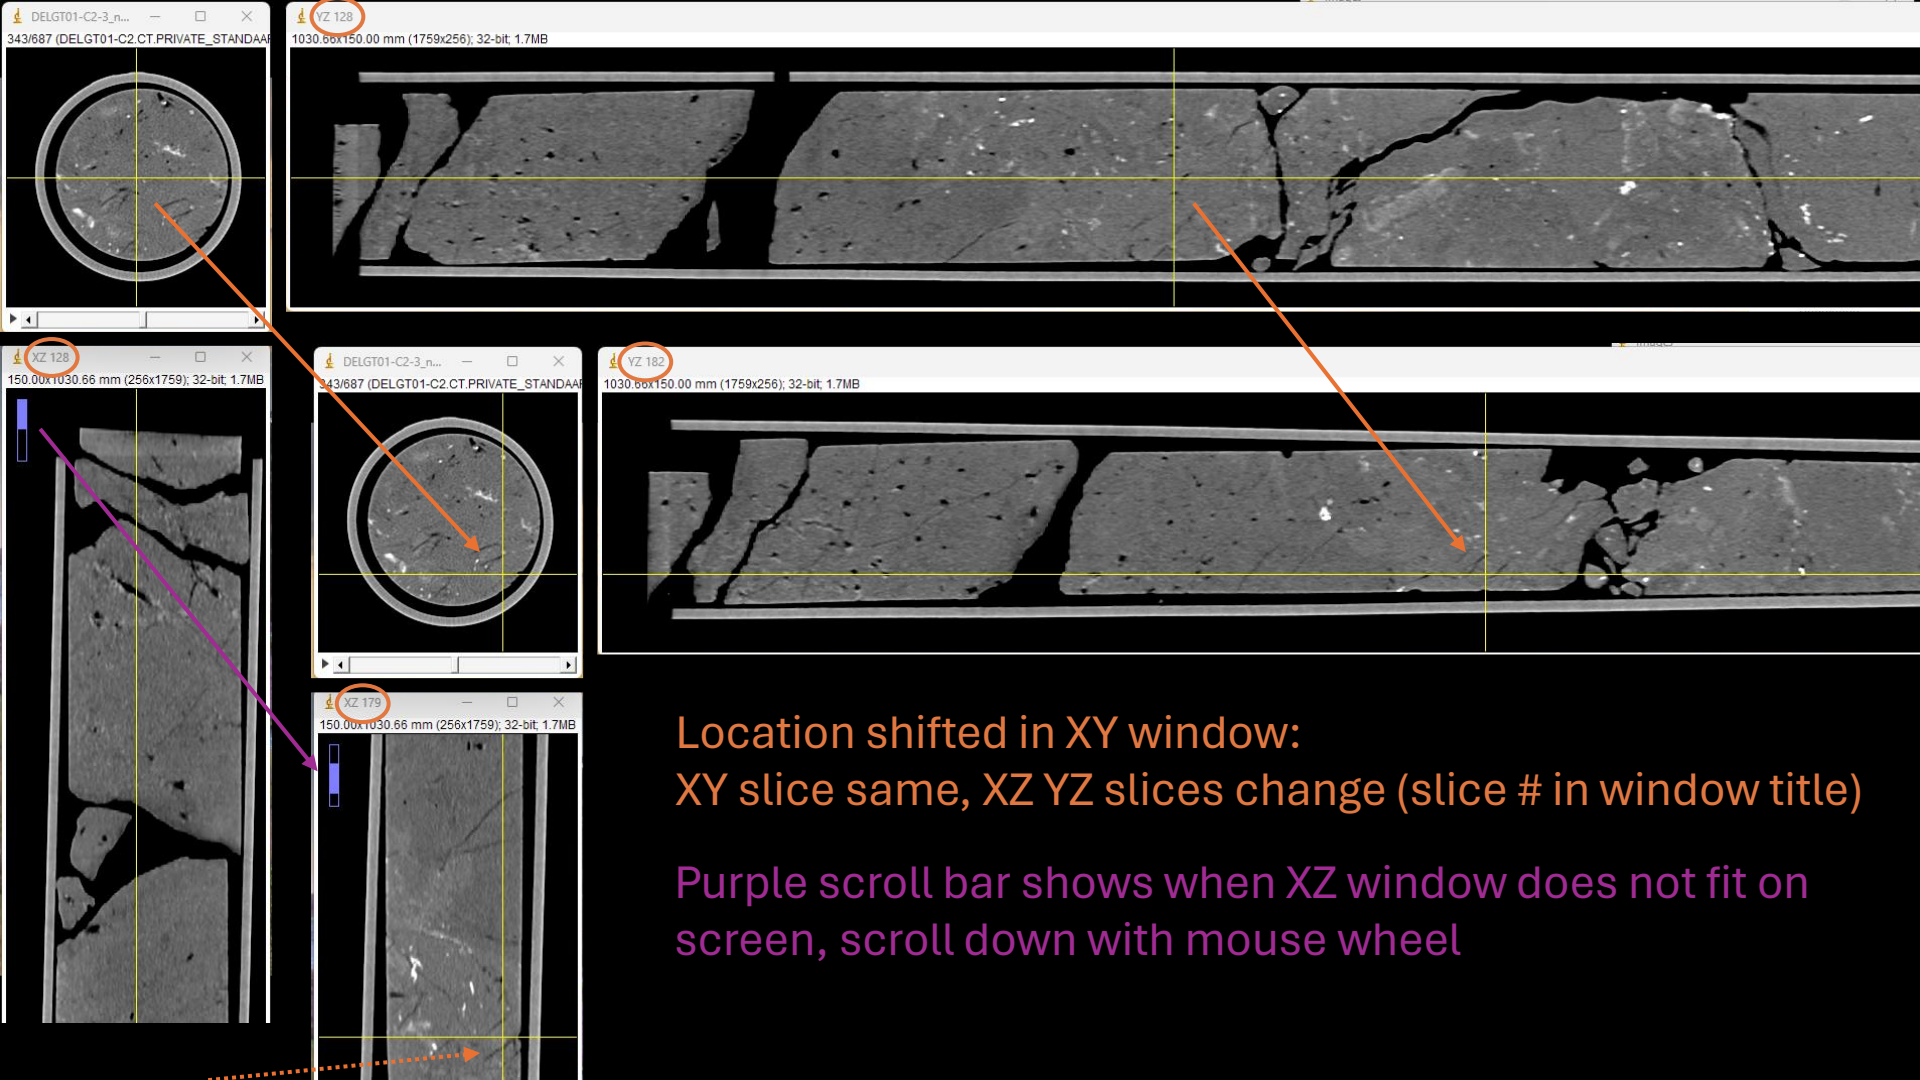 DELGT01-C2-3_n...
343/687 (DELGT01-C2.CT.PRIVATE_STANDAA
YZ 128
1030.66x150.00 mm (1759x256); 32-bit; 1.7MB
XZ 128
150.00x1030.66 mm (256x1759); 32-bit; 1.7MB
DELGT01-C2-3_n...
343/687 (DELGT01-C2.CT.PRIVATE_STANDAA
YZ 182
1030.66x150.00 mm (1759x256); 32-bit; 1.7MB
XZ 179
150.00x1030.66 mm (256x1759); 32-bit; 1.7MB
Location shifted in XY window:
XY slice same, XZ YZ slices change (slice # in window title)
Purple scroll bar shows when XZ window does not fit on
screen, scroll down with mouse wheel